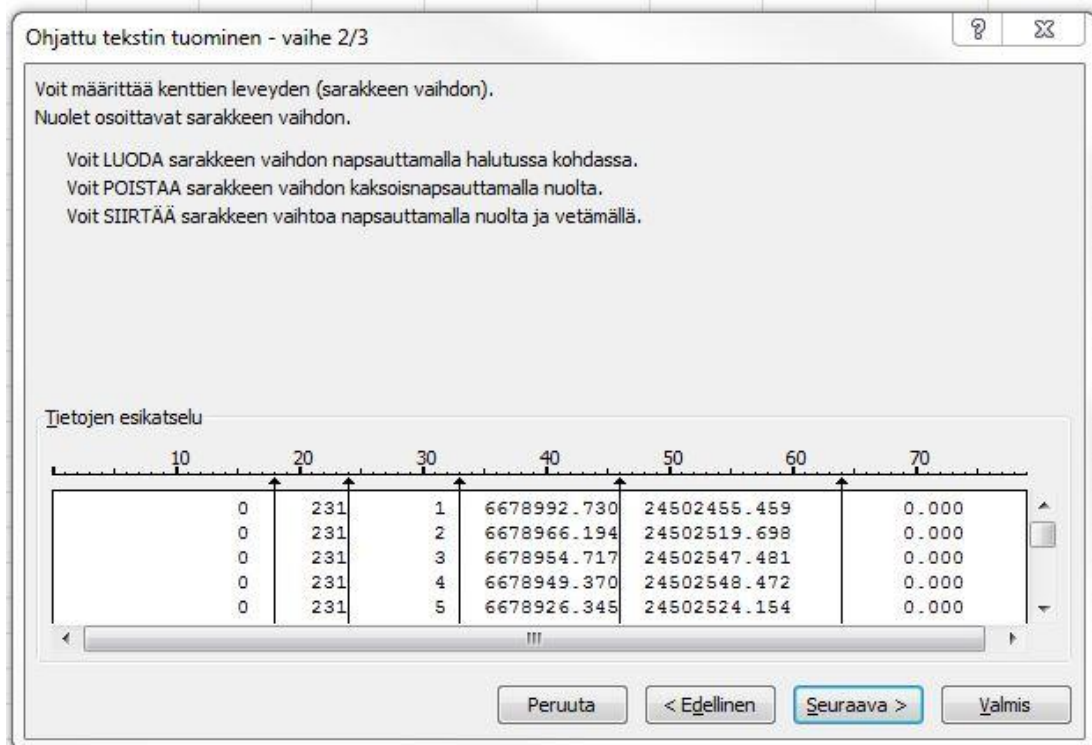 Ohjattu tekstin tuominen - vaihe 2/3
Voit määrittää kenttien leveyden (sarakkeen vaihdon).
Nuolet osoittavat sarakkeen vaihdon.
Voit LUODA sarakkeen vaihdon napsauttamalla halutussa kohdassa.
Voit POISTAA sarakkeen vaihdon kaksoisnapsauttamalla nuolta.
Voit SIIRTÄÄ sarakkeen vaihtoa napsauttamalla nuolta ja vetämällä.
Tietojen esikatselu
10 20 30 40 50 60 70
0 231 1 6678992.730 24502455.459 0.000
0 231 2 6678966.194 24502519.698 0.000
0 231 3 6678954.717 24502547.481 0.000
0 231 4 6678949.370 24502548.472 0.000
0 231 5 6678926.345 24502524.154 0.000
Peruuta < Edellinen Seuraava > Valmis